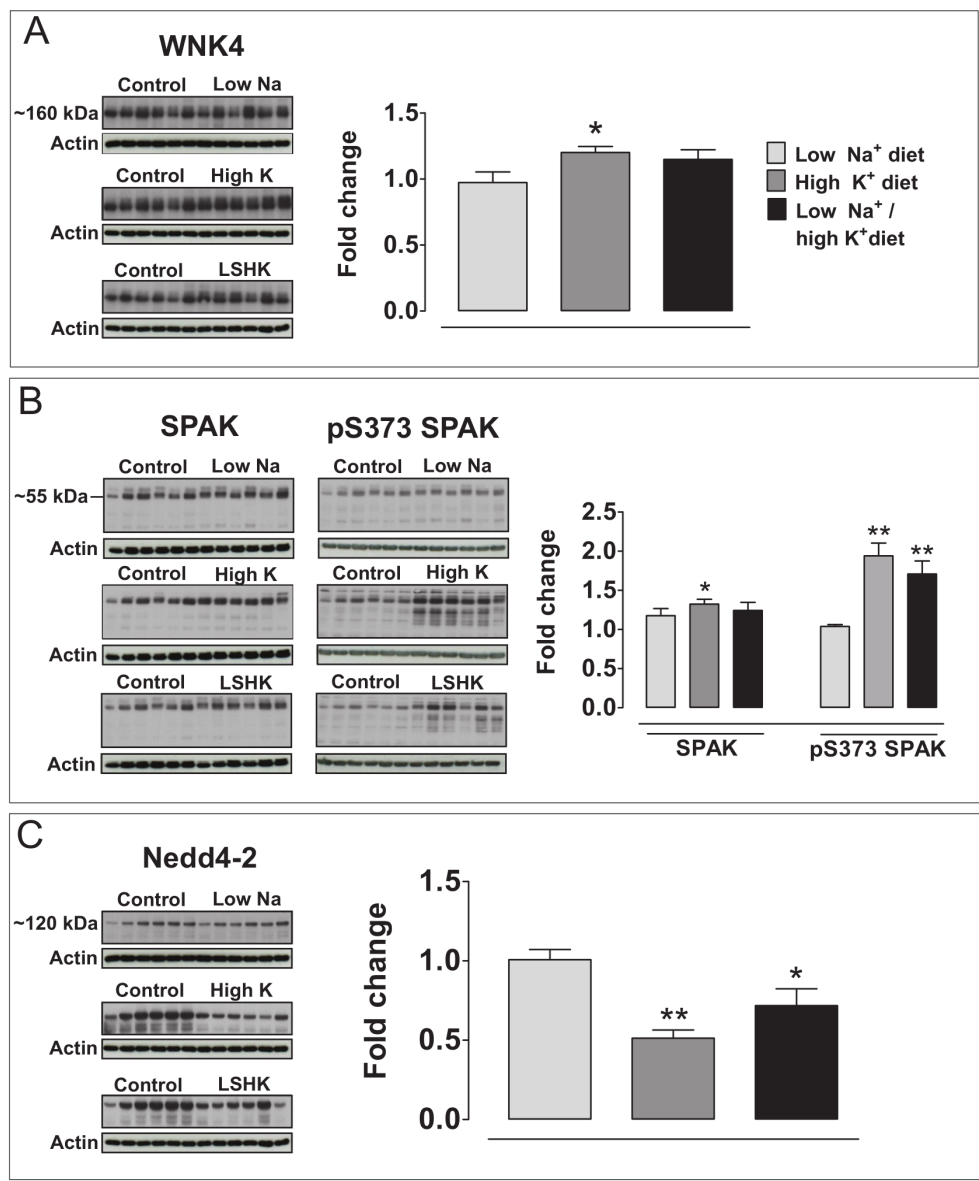 A
WNK4
Control Low Na
~160 kDa
Actin
Control High K
Actin
Control LSHK
Actin
Fold change
1.5
1.0
0.5
0.0
*
Low Na+ diet
High K+ diet
Low Na+ /
high K+diet
B
SPAK
pS373 SPAK
Control Low Na
Control Low Na
~55 kDa
Actin
Control High K
Control High K
Actin
Control LSHK
Control LSHK
Actin
Fold change
2.5
2.0
1.5
1.0
0.5
0.0
*
**
**
SPAK
pS373 SPAK
C
Nedd4-2
Control Low Na
~120 kDa
Actin
Control High K
Actin
Control LSHK
Actin
Fold change
1.5
1.0
0.5
0.0
**
*